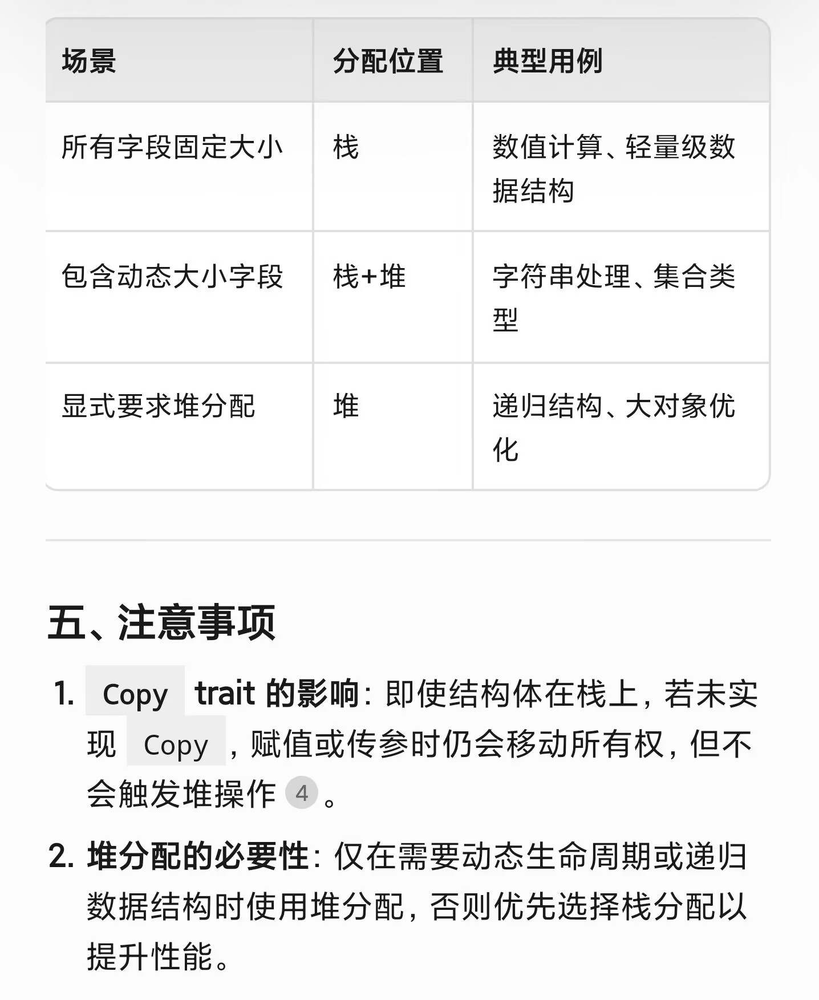 场景 分配位置 典型用例
所有字段固定大小 栈 数值计算、轻量级数
据结构
包含动态大小字段 栈+堆 字符串处理、集合类
型
显式要求堆分配 堆 递归结构、大对象优
化
五、注意事项
1. Copy trait 的影响：即使结构体在栈上，若未实
现 Copy，赋值或传参时仍会移动所有权，但不
会触发堆操作 4 。
2. 堆分配的必要性：仅在需要动态生命周期或递归
数据结构时使用堆分配，否则优先选择栈分配以
提升性能。